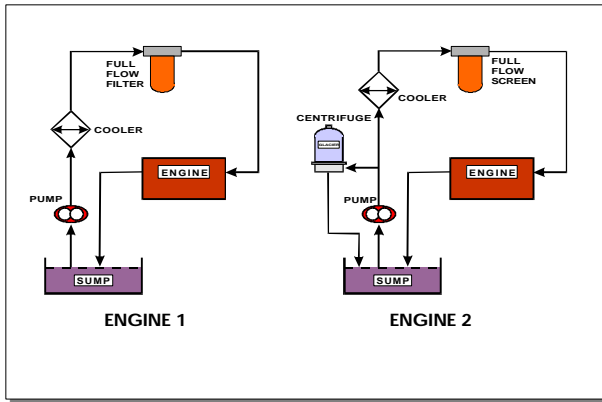 FULL
FLOW
FILTER
COOLER
ENGINE
PUMP
SUMP
ENGINE 1
FULL
FLOW
SCREEN
COOLER
CENTRIFUGE
GLACIER
ENGINE
PUMP
SUMP
ENGINE 2